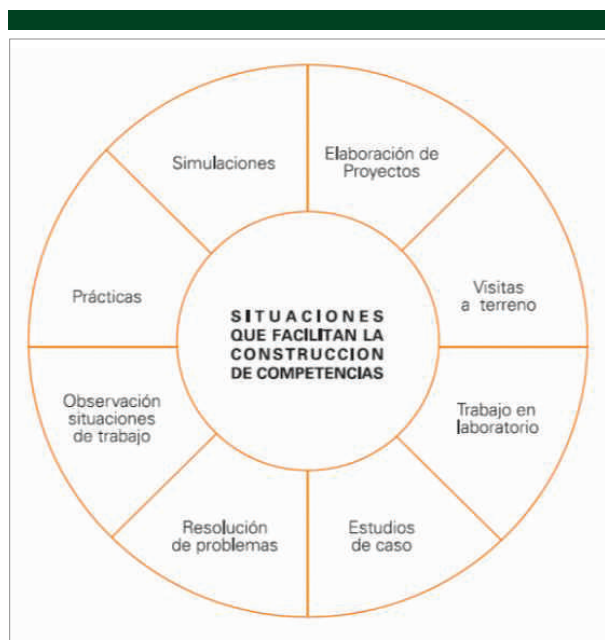 Simulaciones
Elaboración de
Proyectos
Visitas
a terreno
Trabajo en
laboratorio
Estudios
de caso
Resolución
de problemas
Observación
situaciones
de trabajo
Prácticas
SITUACIONES
QUE FACILITAN LA
CONSTRUCCION
DE COMPETENCIAS